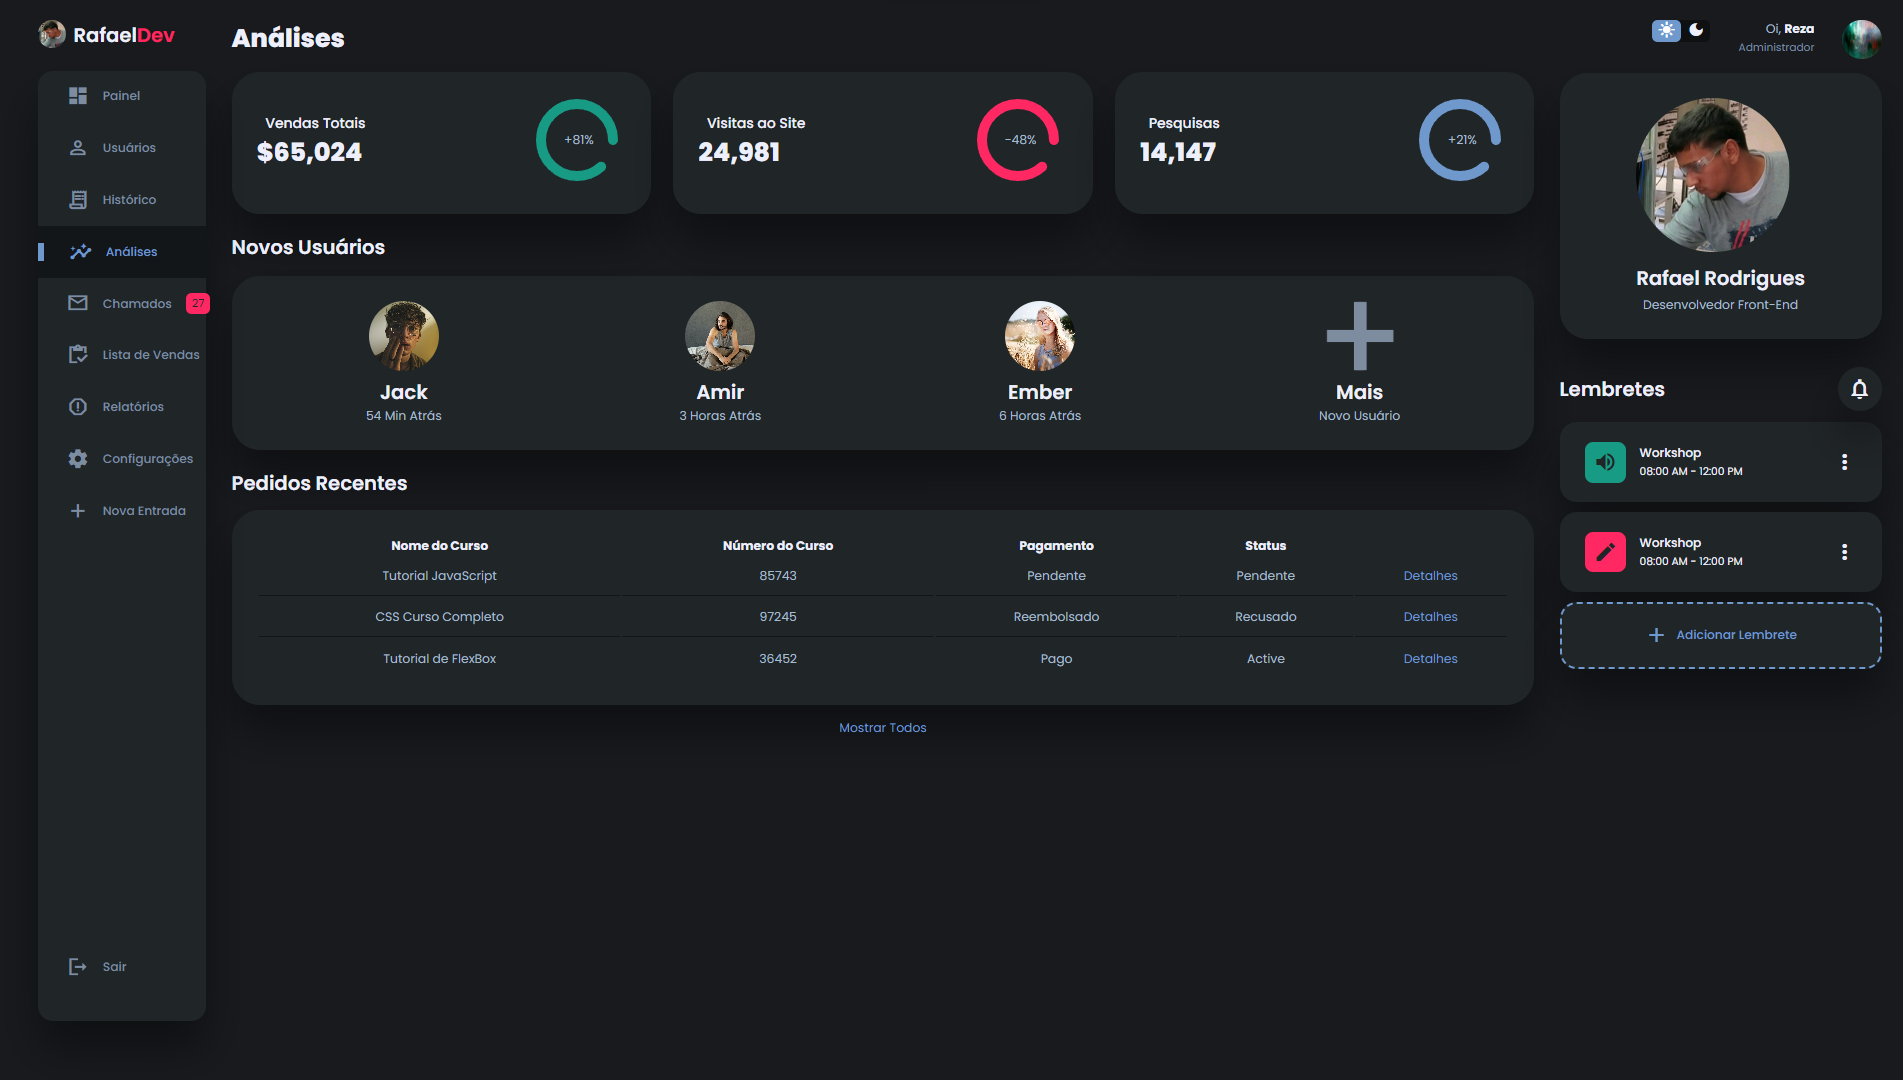 RafaelDev
Painel
Usuários
Histórico
Análises
Chamados 27
Lista de Vendas
Relatórios
Configurações
Nova Entrada
Sair
Análises
Vendas Totais
$65,024
+81%
Visitas ao Site
24,981
-48%
Pesquisas
14,147
+21%
Novos Usuários
Jack
54 Min Atrás
Amir
3 Horas Atrás
Ember
6 Horas Atrás
Mais
Novo Usuário
Pedidos Recentes
Nome do Curso Número do Curso Pagamento Status
Tutorial JavaScript 85743 Pendente Pendente Detalhes
CSS Curso Completo 97245 Reembolsado Recusado Detalhes
Tutorial de FlexBox 36452 Pago Active Detalhes
Mostrar Todos
Oi, Reza
Administrador
Rafael Rodrigues
Desenvolvedor Front-End
Lembretes
Workshop
08:00 AM - 12:00 PM
Workshop
08:00 AM - 12:00 PM
Adicionar Lembrete